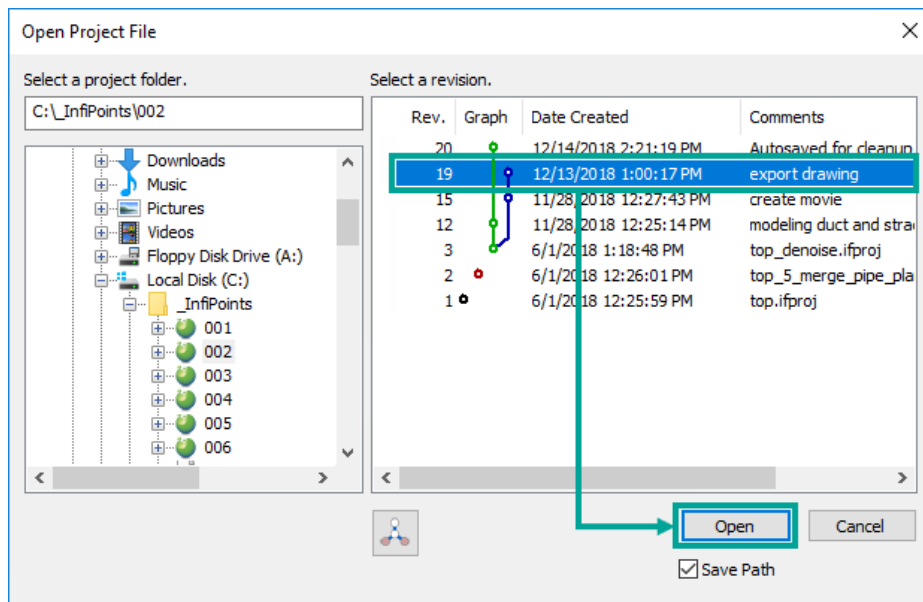 Open Project File
Select a project folder.
C:\_InfiPoints\002
Downloads
Music
Pictures
Videos
Floppy Disk Drive (A:)
Local Disk (C:)
_InfiPoints
001
002
003
004
005
006
Select a revision.
Rev. Graph Date Created Comments
20 12/14/2018 2:21:19 PM Autosaved for cleanup
19 12/13/2018 1:00:17 PM export drawing
15 11/28/2018 12:27:43 PM create movie
12 11/28/2018 12:25:14 PM modeling duct and
3 6/1/2018 1:18:48 PM top_denoise.ifproj
2 6/1/2018 12:26:01 PM top_5_merge_pipe_pla
1 6/1/2018 12:25:59 PM top.ifproj
Open Cancel
Save Path